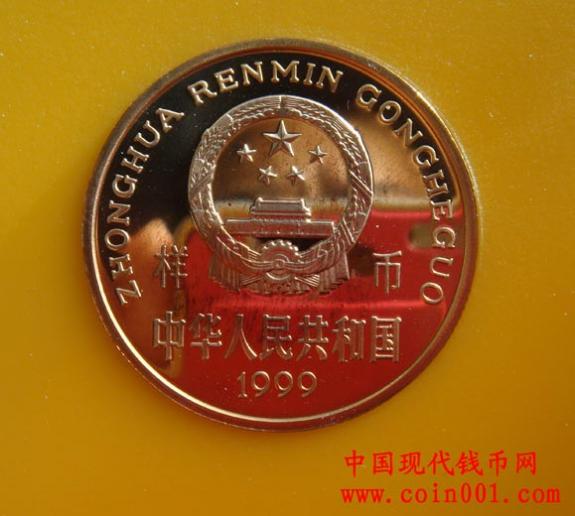 ZHONGHUA RENMIN GONGHEGUO
样 币
中华人民共和国
1999
中国现代钱币网
www.coin001.com